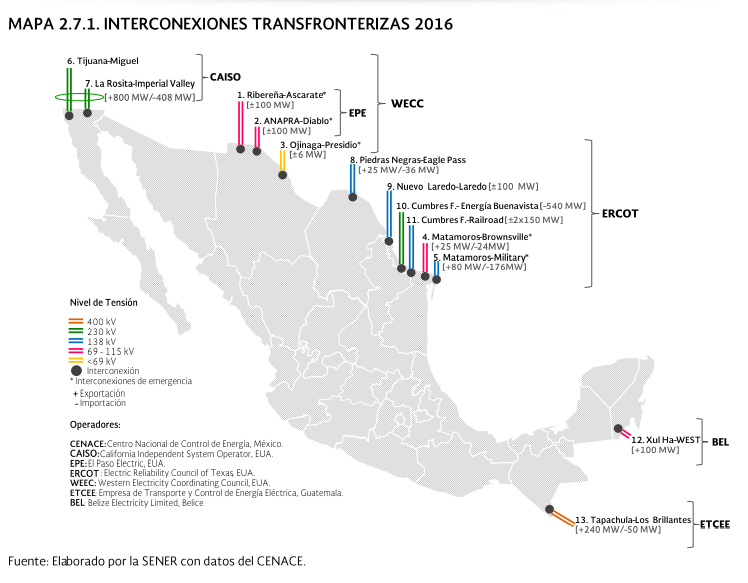 MAPA 2.7.1. INTERCONEXIONES TRANSFRONTERIZAS 2016
6. Tijuana-Miguel
7. La Rosita-Imperial Valley
[+800 MW/-408 MW]
CAISO
1. Ribereña-Ascarate*
[±100 MW]
2. ANAPRA-Diablo*
[±100 MW]
EPE
WECC
3. Ojinaga-Presidio*
[±6 MW]
8. Piedras Negras-Eagle Pass
[+25 MW/-36 MW]
9. Nuevo Laredo-Laredo [±100 MW]
10. Cumbres F.- Energía Buenavista [-540 MW]
11. Cumbres F.-Railroad [±2x150 MW]
4. Matamoros-Brownsville*
[+25 MW/-24MW]
5. Matamoros-Military*
[+80 MW/-176MW]
ERCOT
Nivel de Tensión
400 kV
230 kV
138 kV
69 - 115 kV
<69 kV
Interconexión
* Interconexiones de emergencia
+ Exportación
- Importación
Operadores:
CENACE: Centro Nacional de Control de Energía, México.
CAISO: California Independent System Operator, EUA.
EPE: El Paso Electric, EUA.
ERCOT: Electric Reliability Council of Texas, EUA.
WEEC: Western Electricity Coordinating Council, EUA.
ETCEE: Empresa de Transporte y Control de Energía Eléctrica, Guatemala.
BEL: Belize Electricity Limited, Belice
12. Xul Ha-WEST
[+100 MW]
BEL
13. Tapachula-Los Brillantes
[+240 MW/-50 MW]
ETCEE
Fuente: Elaborado por la SENER con datos del CENACE.